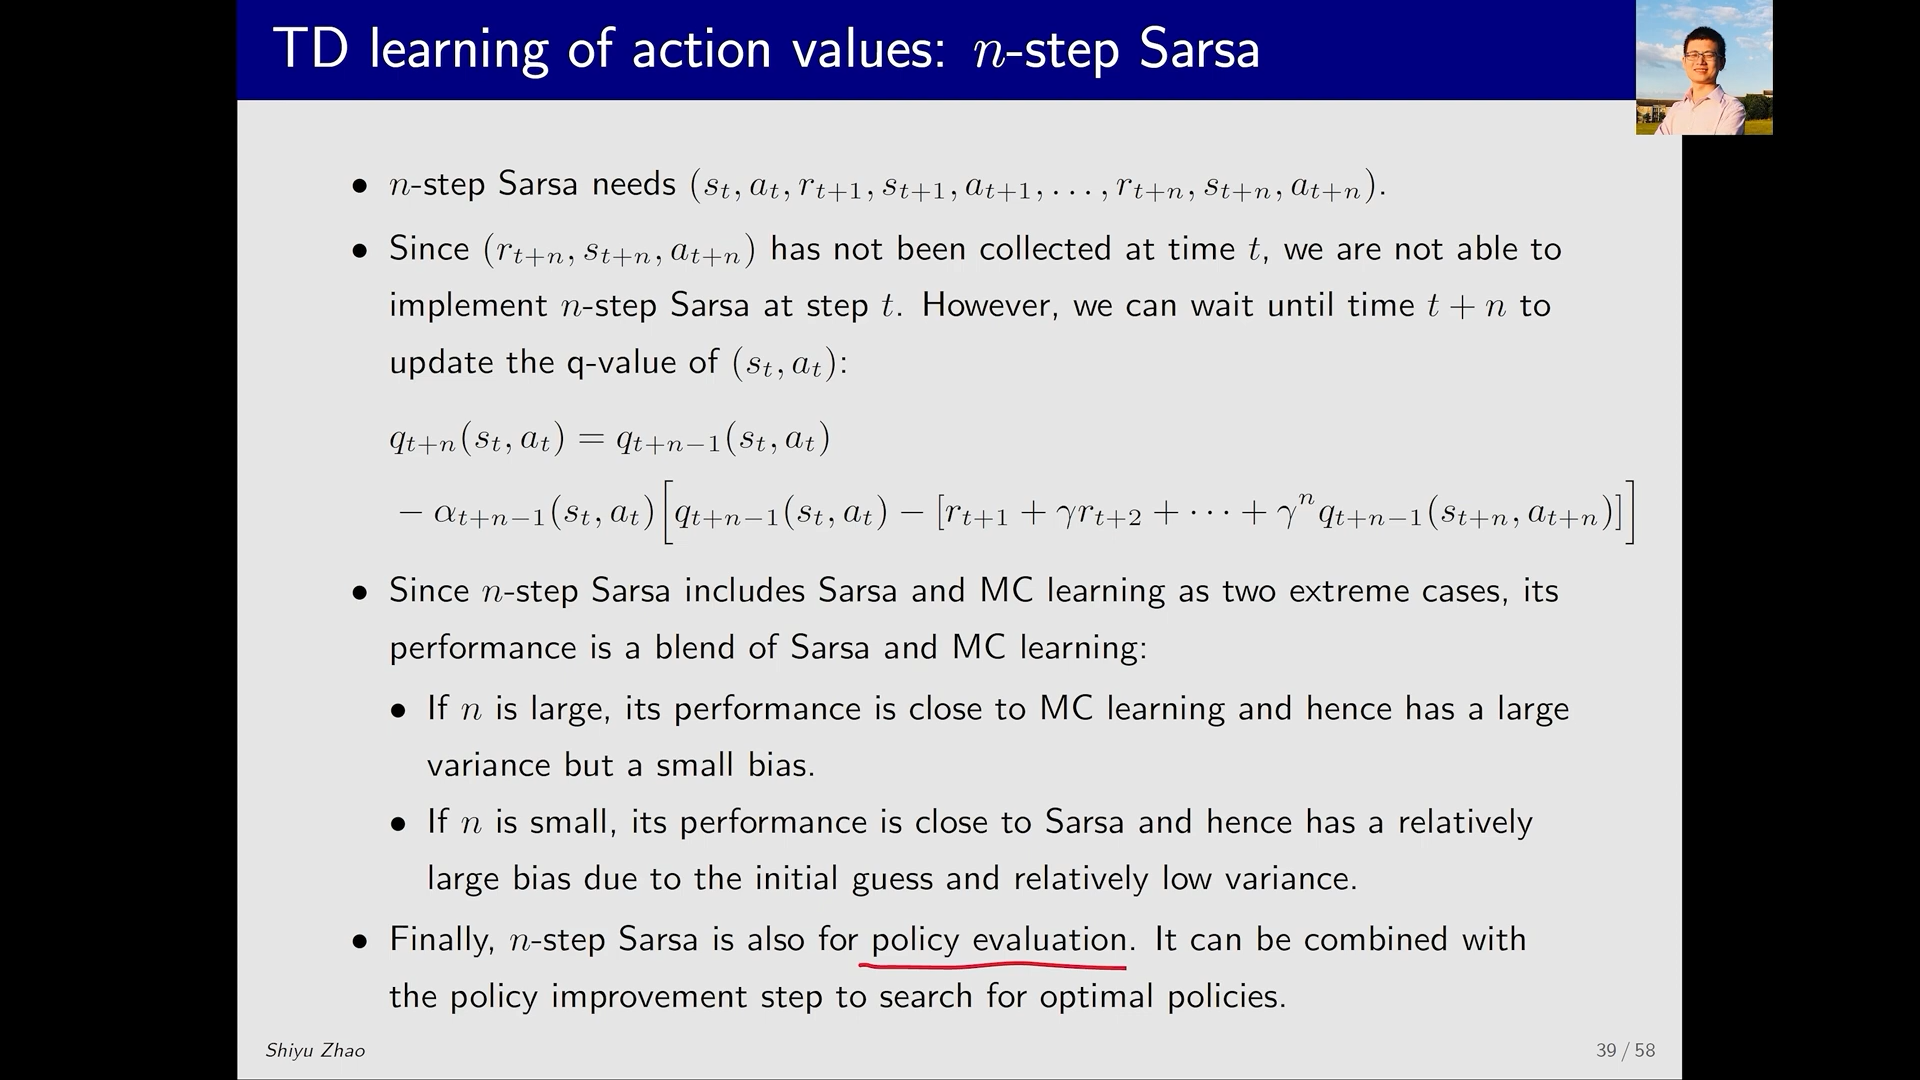 TD learning of action values: n-step Sarsa
• n-step Sarsa needs (s_t, a_t, r_{t+1}, s_{t+1}, a_{t+1}, . . . , r_{t+n}, s_{t+n}, a_{t+n}).
• Since (r_{t+n}, s_{t+n}, a_{t+n}) has not been collected at time t, we are not able to
implement n-step Sarsa at step t. However, we can wait until time t + n to
update the q-value of (s_t, a_t):
q_{t+n}(s_t, a_t) = q_{t+n−1}(s_t, a_t)
− α_{t+n−1}(s_t, a_t)[q_{t+n−1}(s_t, a_t) − [r_{t+1} + γr_{t+2} + ⋯ + γ^n q_{t+n−1}(s_{t+n}, a_{t+n})]]
• Since n-step Sarsa includes Sarsa and MC learning as two extreme cases, its
performance is a blend of Sarsa and MC learning:
• If n is large, its performance is close to MC learning and hence has a large
variance but a small bias.
• If n is small, its performance is close to Sarsa and hence has a relatively
large bias due to the initial guess and relatively low variance.
• Finally, n-step Sarsa is also for policy evaluation. It can be combined with
the policy improvement step to search for optimal policies.
Shiyu Zhao
39 / 58